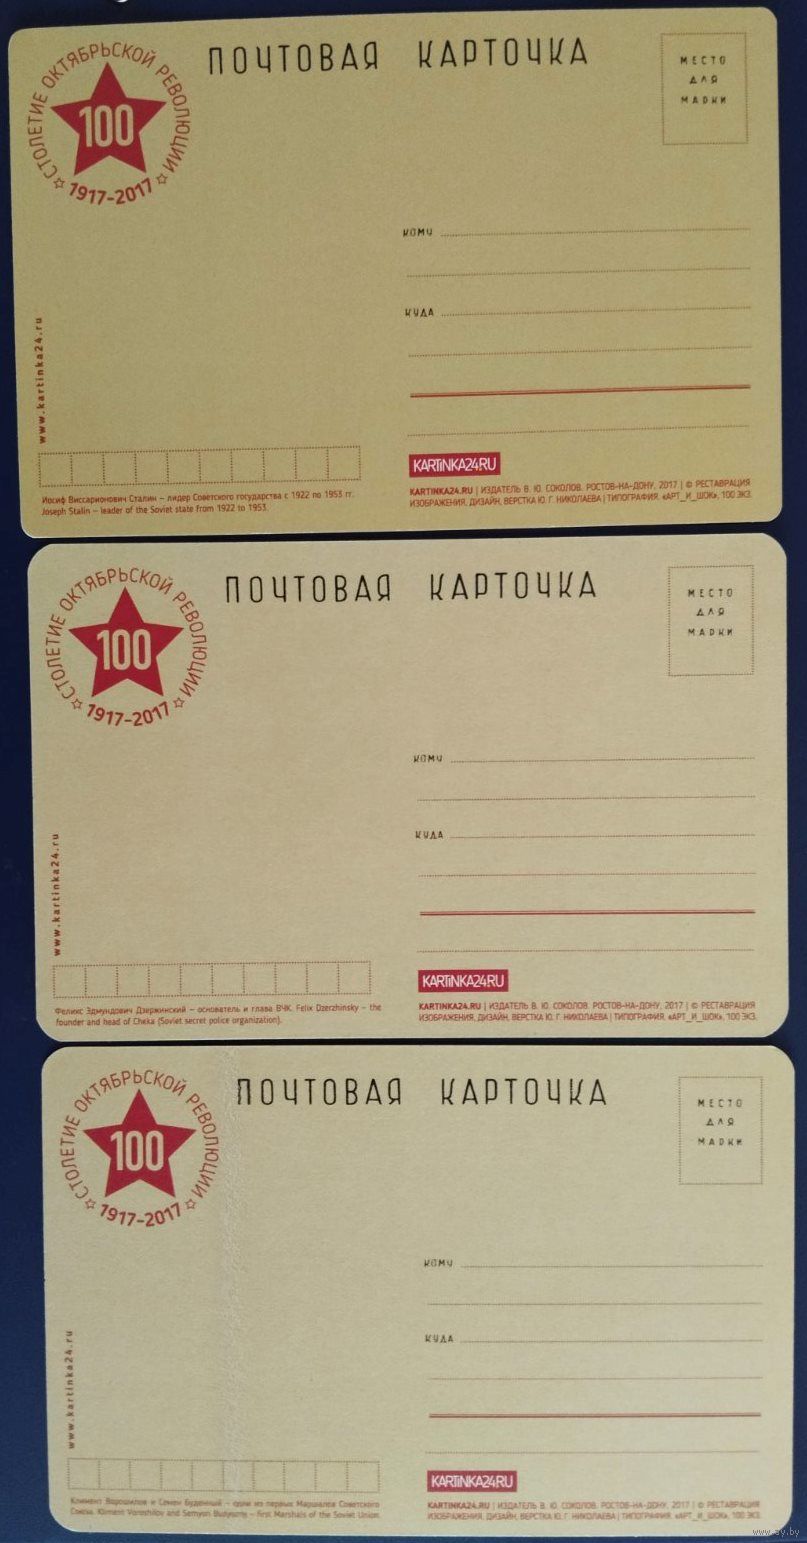 СТОЛЕТИЕ ОКТЯБРЬСКОЙ РЕВОЛЮЦИИ
100
1917-2017
ПОЧТОВАЯ КАРТОЧКА
МЕСТО
ДЛЯ
МАРКИ
КОМУ
КУДА
www.kartinka24.ru
KARTiNKA24.RU
Иосиф Виссарионович Сталин – лидер Советского государства с 1922 по 1953 гг.
Joseph Stalin – leader of the Soviet state from 1922 to 1953.
KARTINKA24.RU | ИЗДАТЕЛЬ В. Ю. СОКОЛОВ. РОСТОВ-НА-ДОНУ, 2017 | © РЕСТАВРАЦИЯ
ИЗОБРАЖЕНИЯ, ДИЗАЙН, ВЕРСТКА Ю. Г. НИКОЛАЕВА | ТИПОГРАФИЯ. «АРТ_И_ШОК», 100 ЭКЗ.
СТОЛЕТИЕ ОКТЯБРЬСКОЙ РЕВОЛЮЦИИ
100
1917-2017
ПОЧТОВАЯ КАРТОЧКА
МЕСТО
ДЛЯ
МАРКИ
КОМУ
КУДА
www.kartinka24.ru
KARTiNKA24.RU
Феликс Эдмундович Дзержинский – основатель и глава ВЧК. Felix Dzerzhinsky – the
founder and head of Cheka (Soviet secret police organization).
KARTINKA24.RU | ИЗДАТЕЛЬ В. Ю. СОКОЛОВ. РОСТОВ-НА-ДОНУ, 2017 | © РЕСТАВРАЦИЯ
ИЗОБРАЖЕНИЯ, ДИЗАЙН, ВЕРСТКА Ю. Г. НИКОЛАЕВА | ТИПОГРАФИЯ. «АРТ_И_ШОК», 100 ЭКЗ.
СТОЛЕТИЕ ОКТЯБРЬСКОЙ РЕВОЛЮЦИИ
100
1917-2017
ПОЧТОВАЯ КАРТОЧКА
МЕСТО
ДЛЯ
МАРКИ
КОМУ
КУДА
www.kartinka24.ru
KARTiNKA24.RU
Климент Ворошилов и Семен Буденный – одни из первых Маршалов Советского
Союза. Kliment Voroshilov and Semyon Budyonny – first Marshals of the Soviet Union.
KARTINKA24.RU | ИЗДАТЕЛЬ В. Ю. СОКОЛОВ. РОСТОВ-НА-ДОНУ, 2017 | © РЕСТАВРАЦИЯ
ИЗОБРАЖЕНИЯ, ДИЗАЙН, ВЕРСТКА Ю. Г. НИКОЛАЕВА | ТИПОГРАФИЯ. «АРТ_И_ШОК», 100 ЭКЗ.
www.ay.by